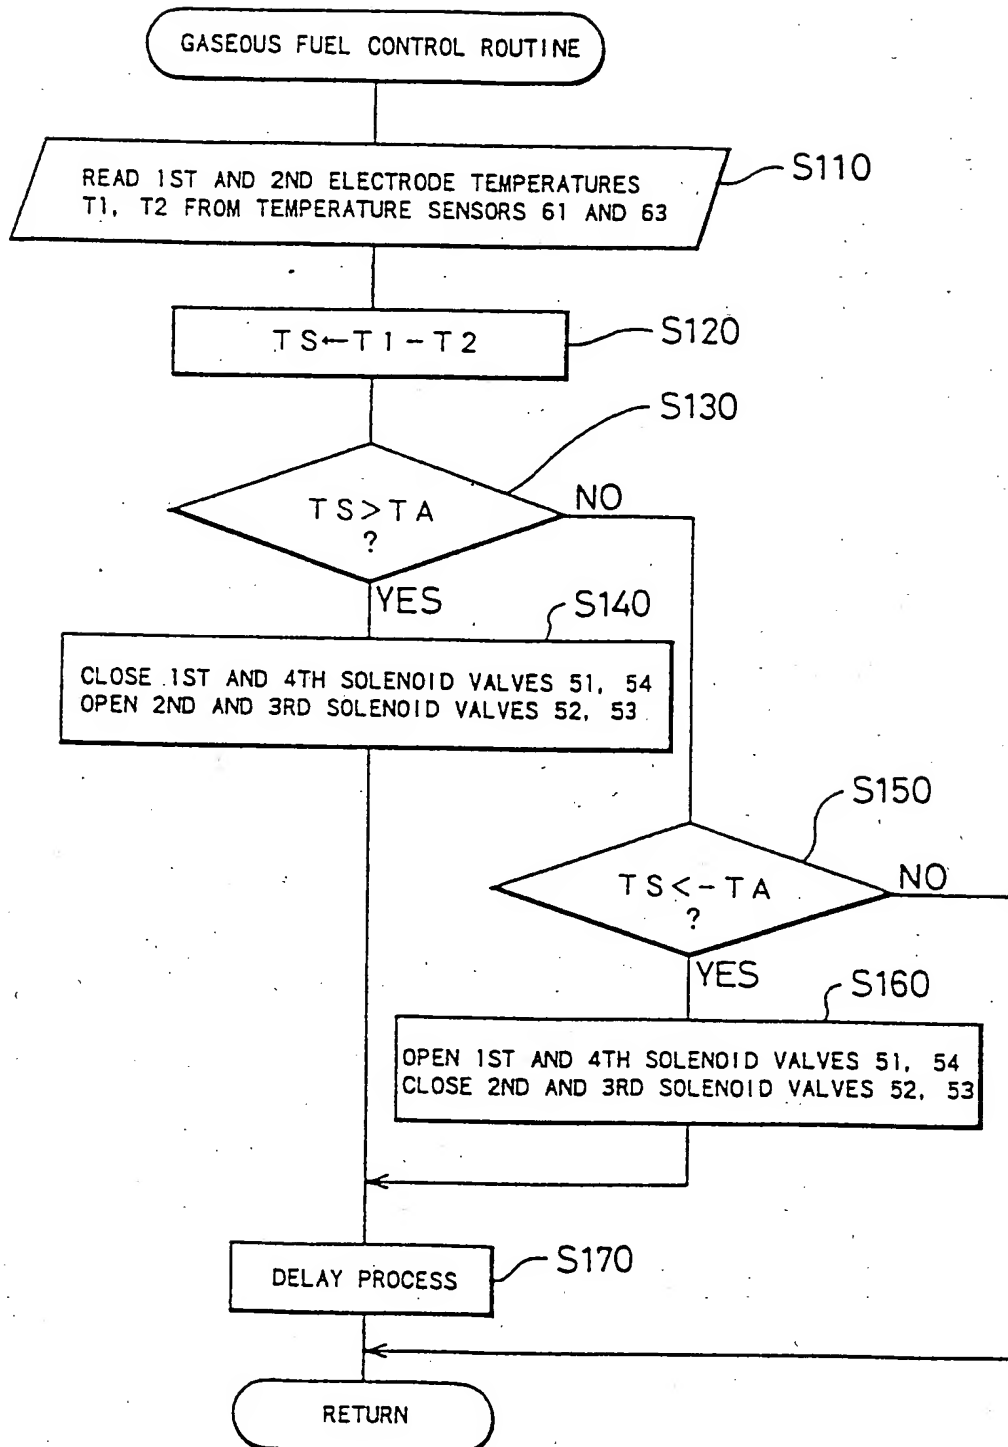 GASEOUS FUEL CONTROL ROUTINE
READ 1ST AND 2ND ELECTRODE TEMPERATURES
T1, T2 FROM TEMPERATURE SENSORS 61 AND 63
S110
TS←T1-T2
S120
S130
TS>TA
?
NO
YES
S140
CLOSE 1ST AND 4TH SOLENOID VALVES 51, 54
OPEN 2ND AND 3RD SOLENOID VALVES 52, 53
S150
TS<-TA
?
NO
YES
S160
OPEN 1ST AND 4TH SOLENOID VALVES 51, 54
CLOSE 2ND AND 3RD SOLENOID VALVES 52, 53
DELAY PROCESS
S170
RETURN